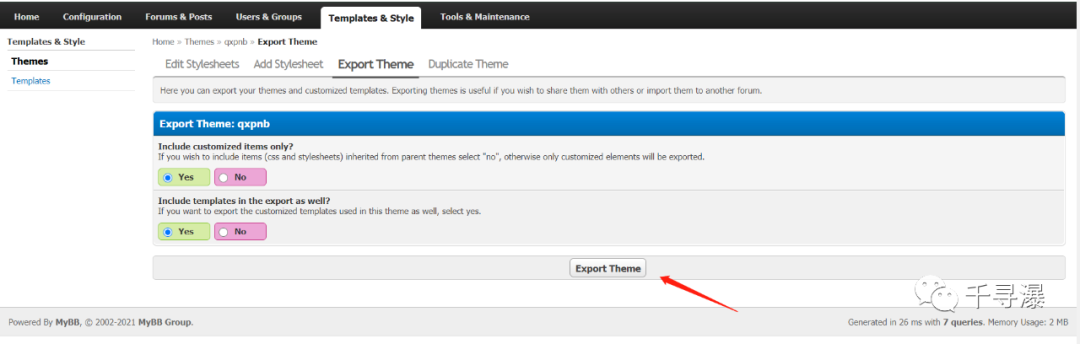 Home Configuration Forums & Posts Users & Groups Templates & Style Tools & Maintenance
Templates & Style
Themes
Templates
Home » Themes » qxpnb » Export Theme
Edit Stylesheets Add Stylesheet Export Theme Duplicate Theme
Here you can export your themes and customized templates. Exporting themes is useful if you wish to share them with others or import them to another forum.
Export Theme: qxpnb
Include customized items only?
If you wish to include items (css and stylesheets) inherited from parent themes select "no", otherwise only customized elements will be exported.
Yes No
Include templates in the export as well?
If you want to export the customized templates used in this theme as well, select yes.
Yes No
Export Theme
千寻瀑
Powered By MyBB, © 2002-2021 MyBB Group.
Generated in 26 ms with 7 queries. Memory Usage: 2 MB